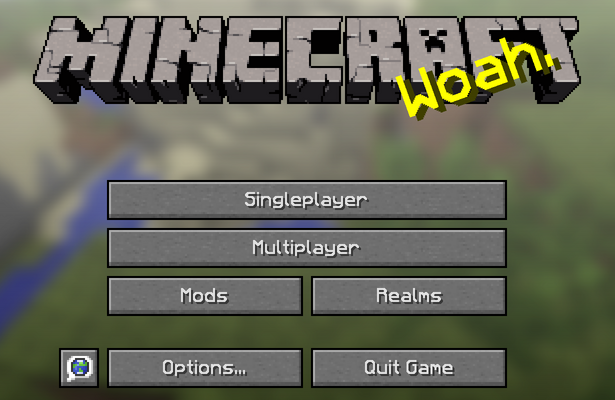 MINECRAFT
Woah.
Singleplayer
Multiplayer
Mods
Realms
Options...
Quit Game